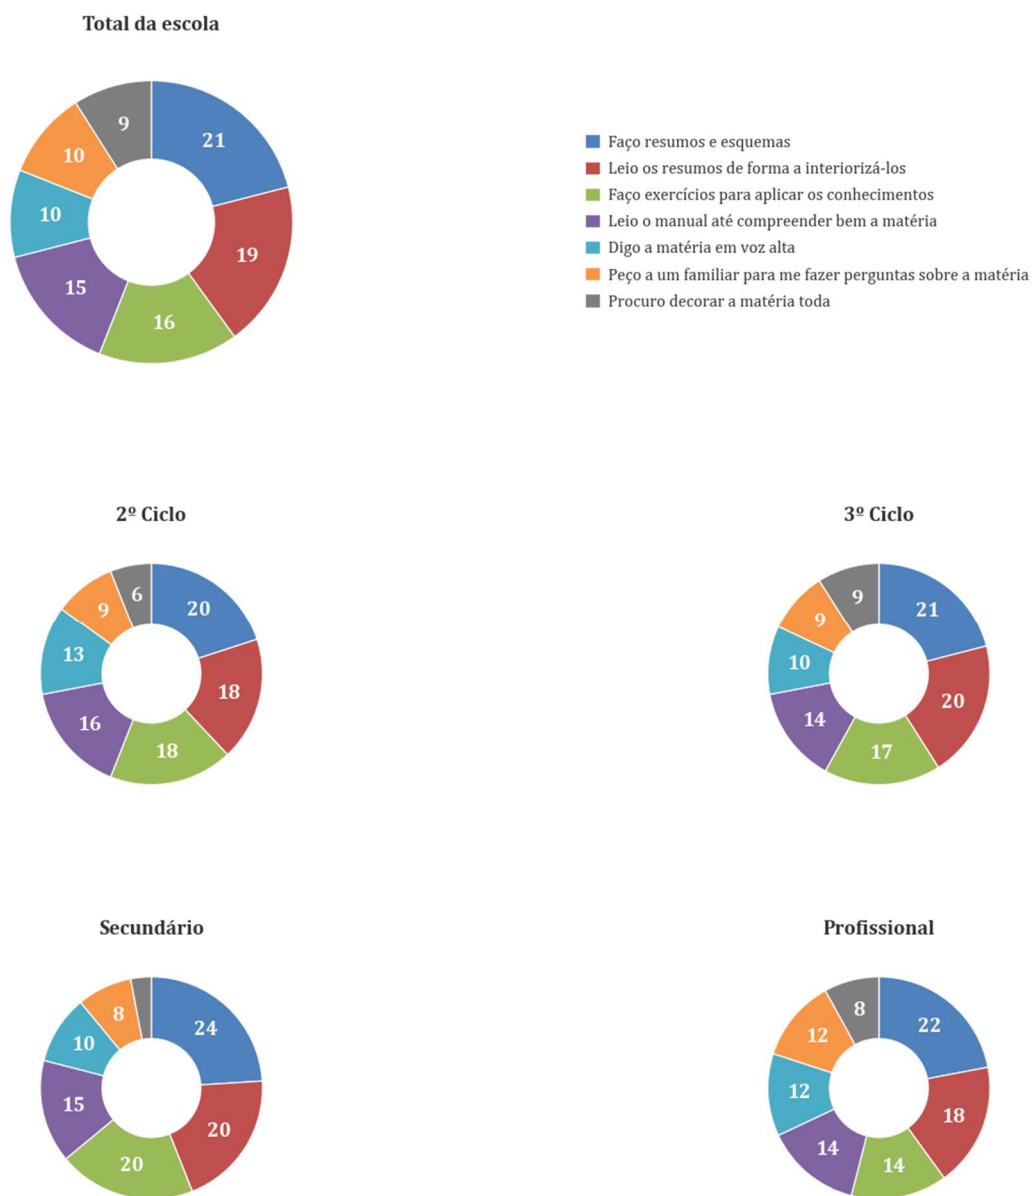 Total da escola
21
19
16
15
10
10
9
Faço resumos e esquemas
Leio os resumos de forma a interiorizá-los
Faço exercícios para aplicar os conhecimentos
Leio o manual até compreender bem a matéria
Digo a matéria em voz alta
Peço a um familiar para me fazer perguntas sobre a matéria
Procuro decorar a matéria toda
2º Ciclo
20
18
18
16
13
9
6
3º Ciclo
21
20
17
14
10
9
9
Secundário
24
20
20
15
10
8
Profissional
22
18
14
14
12
12
8